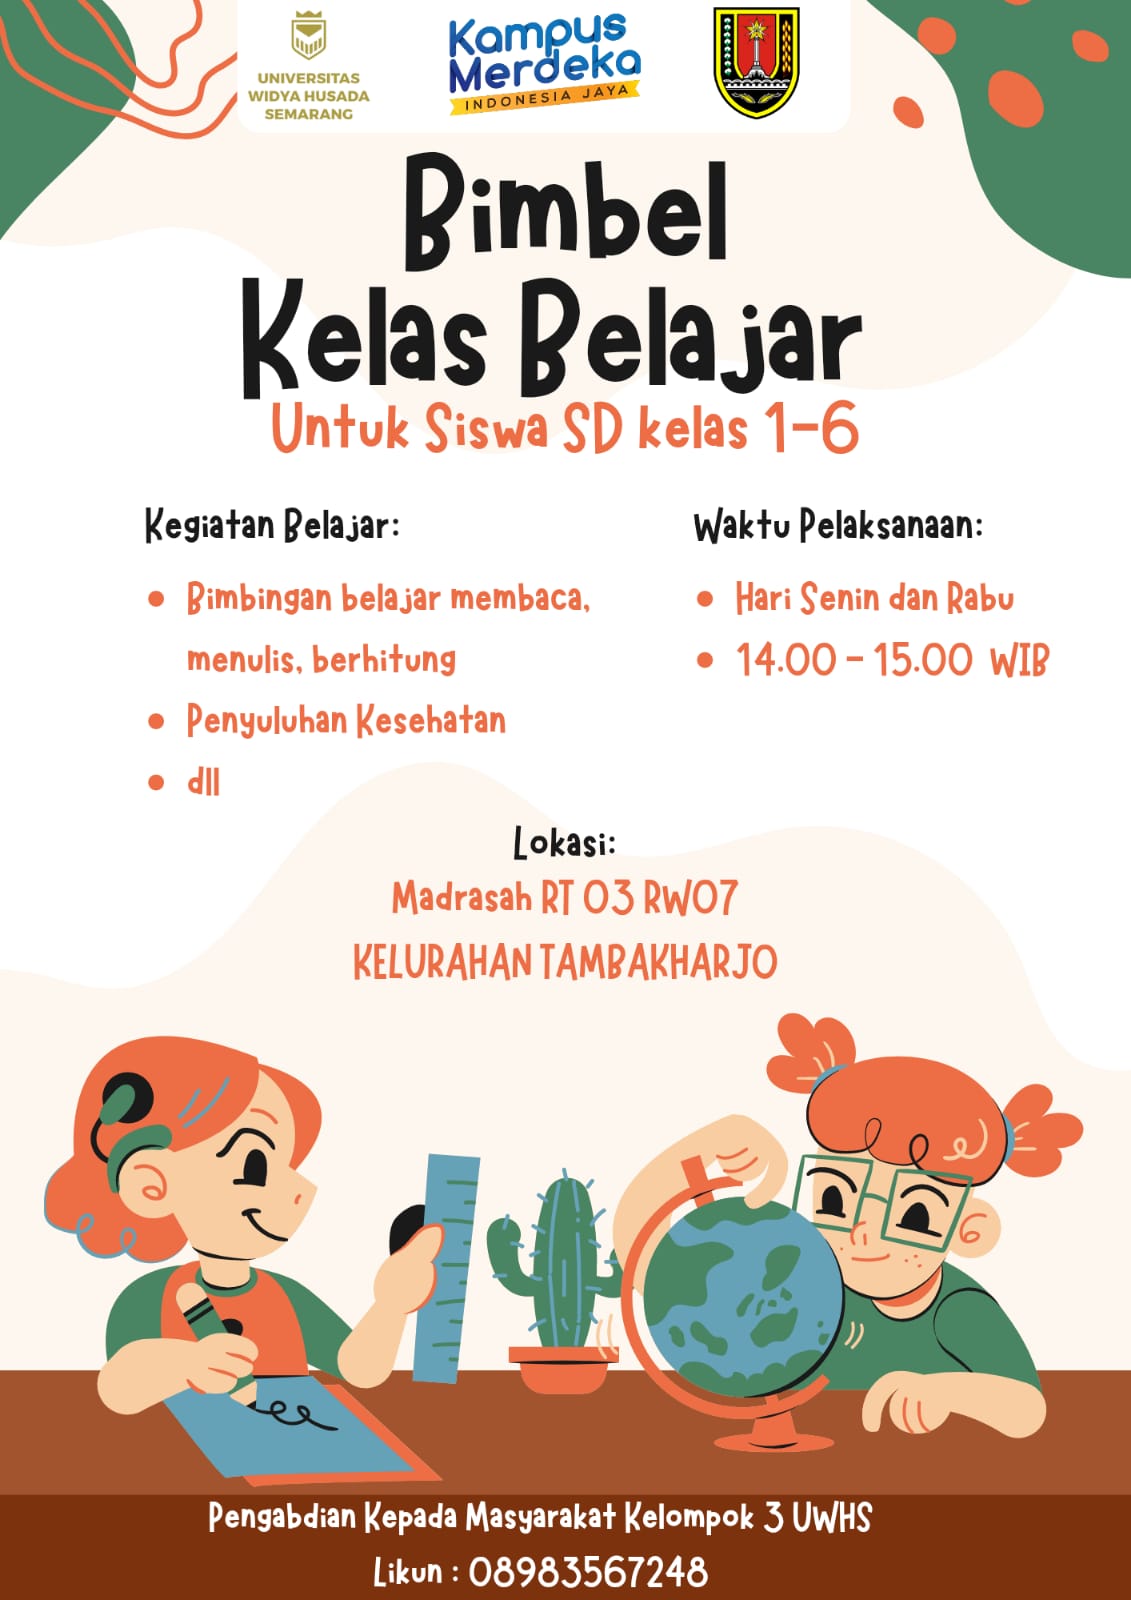 UNIVERSITAS
WIDYA HUSADA
SEMARANG
Kampus
Merdeka
INDONESIA JAYA
Bimbel
Kelas Belajar
Untuk Siswa SD kelas 1-6
Kegiatan Belajar:
• Bimbingan belajar membaca,
menulis, berhitung
• Penyuluhan Kesehatan
• dll
Waktu Pelaksanaan:
• Hari Senin dan Rabu
• 14.00 - 15.00 WIB
Lokasi:
Madrasah RT 03 RW07
KELURAHAN TAMBAKHARJO
Pengabdian Kepada Masyarakat Kelompok 3 UWHS
Likun : 08983567248